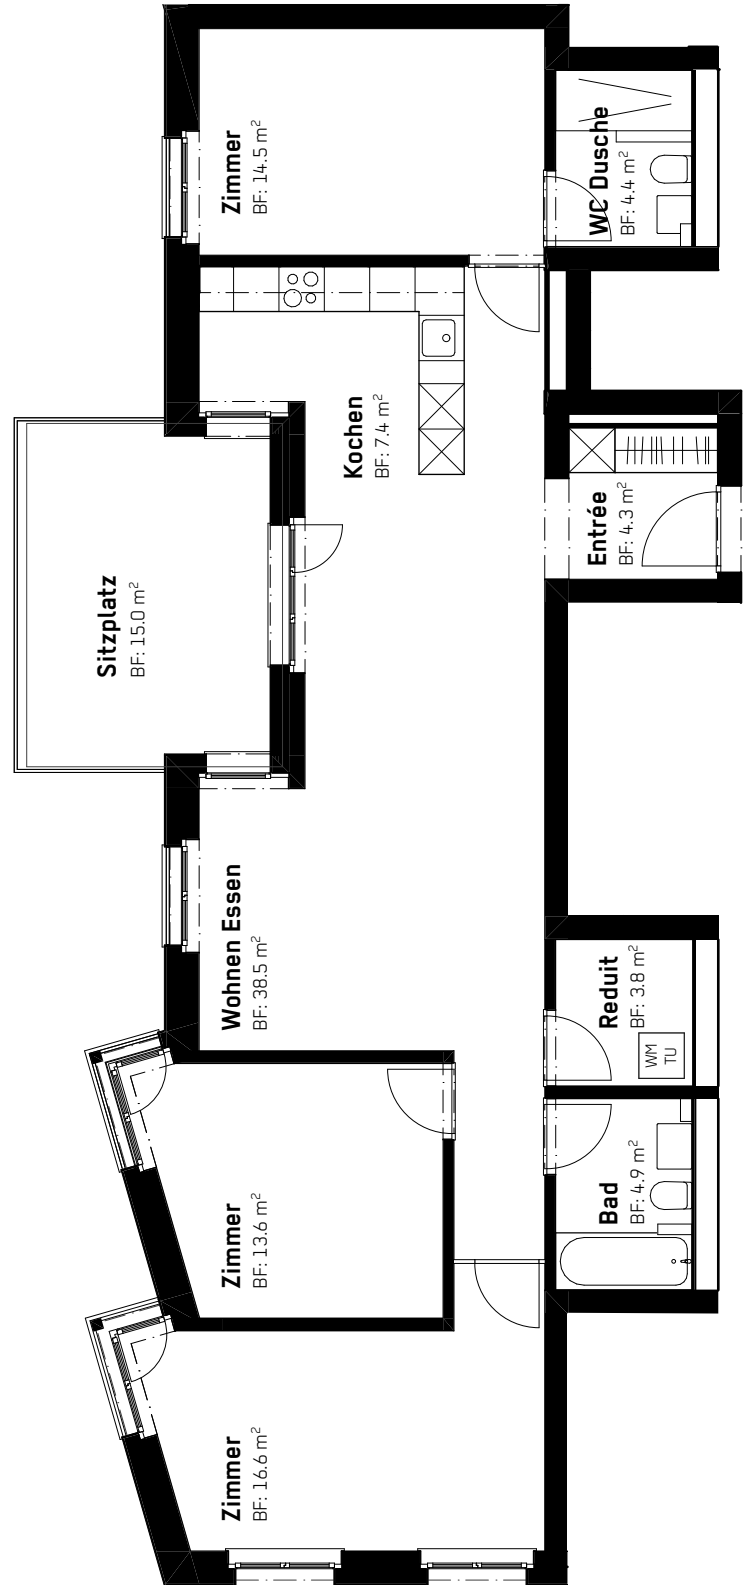 Zimmer
BF: 14.5 m²
WC Dusche
BF: 4.4 m²
Kochen
BF: 7.4 m²
Entrée
BF: 4.3 m²
Sitzplatz
BF: 15.0 m²
Wohnen Essen
BF: 38.5 m²
Reduit
BF: 3.8 m²
WM
TU
Zimmer
BF: 13.6 m²
Bad
BF: 4.9 m²
Zimmer
BF: 16.6 m²